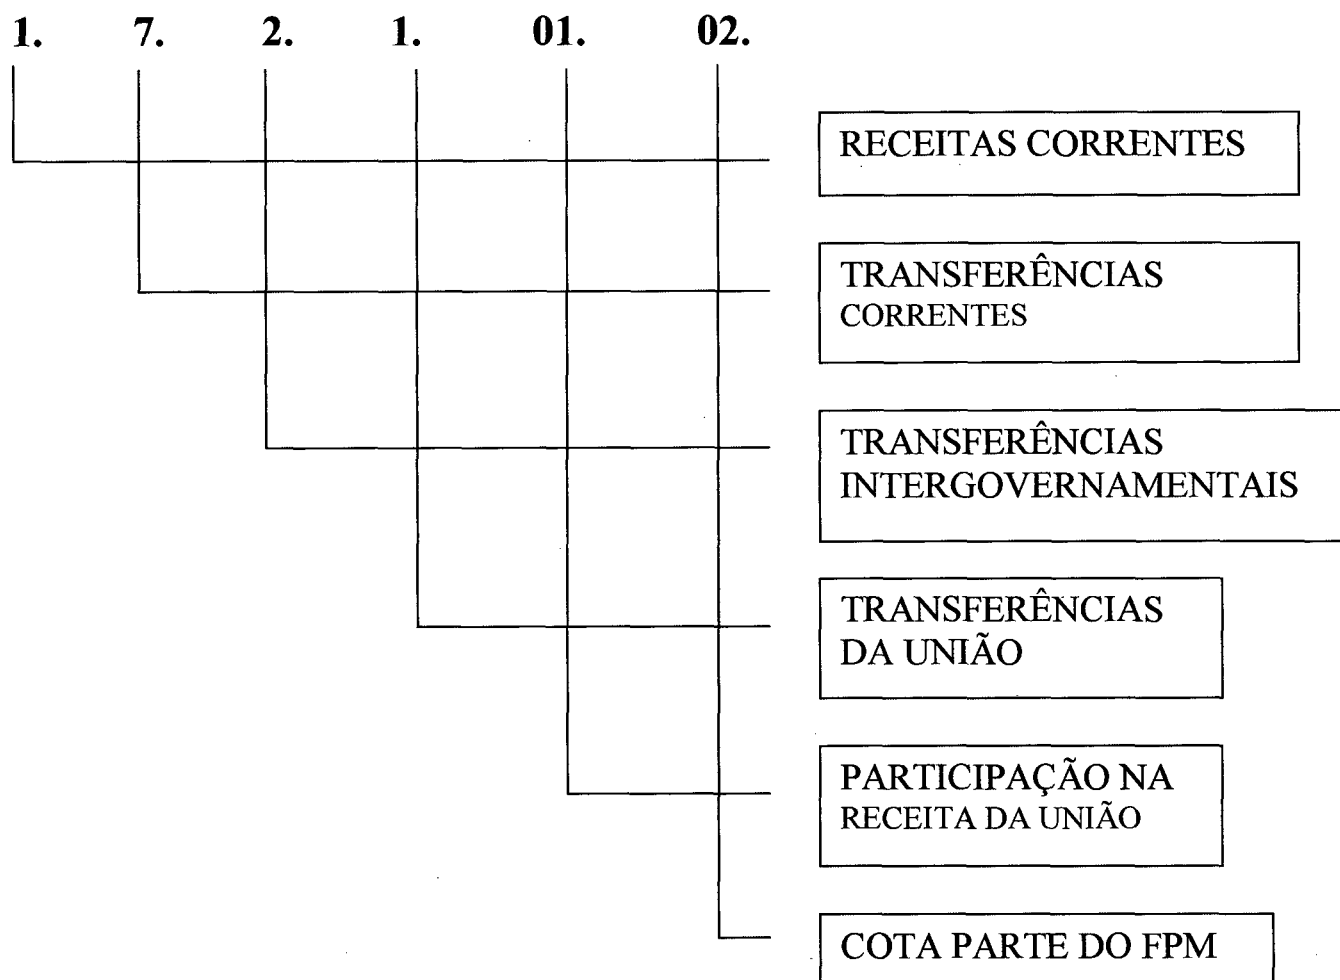 1. 7. 2. 1. 01. 02.
RECEITAS CORRENTES
TRANSFERÊNCIAS
CORRENTES
TRANSFERÊNCIAS
INTERGOVERNAMENTAIS
TRANSFERÊNCIAS
DA UNIÃO
PARTICIPAÇÃO NA
RECEITA DA UNIÃO
COTA PARTE DO FPM